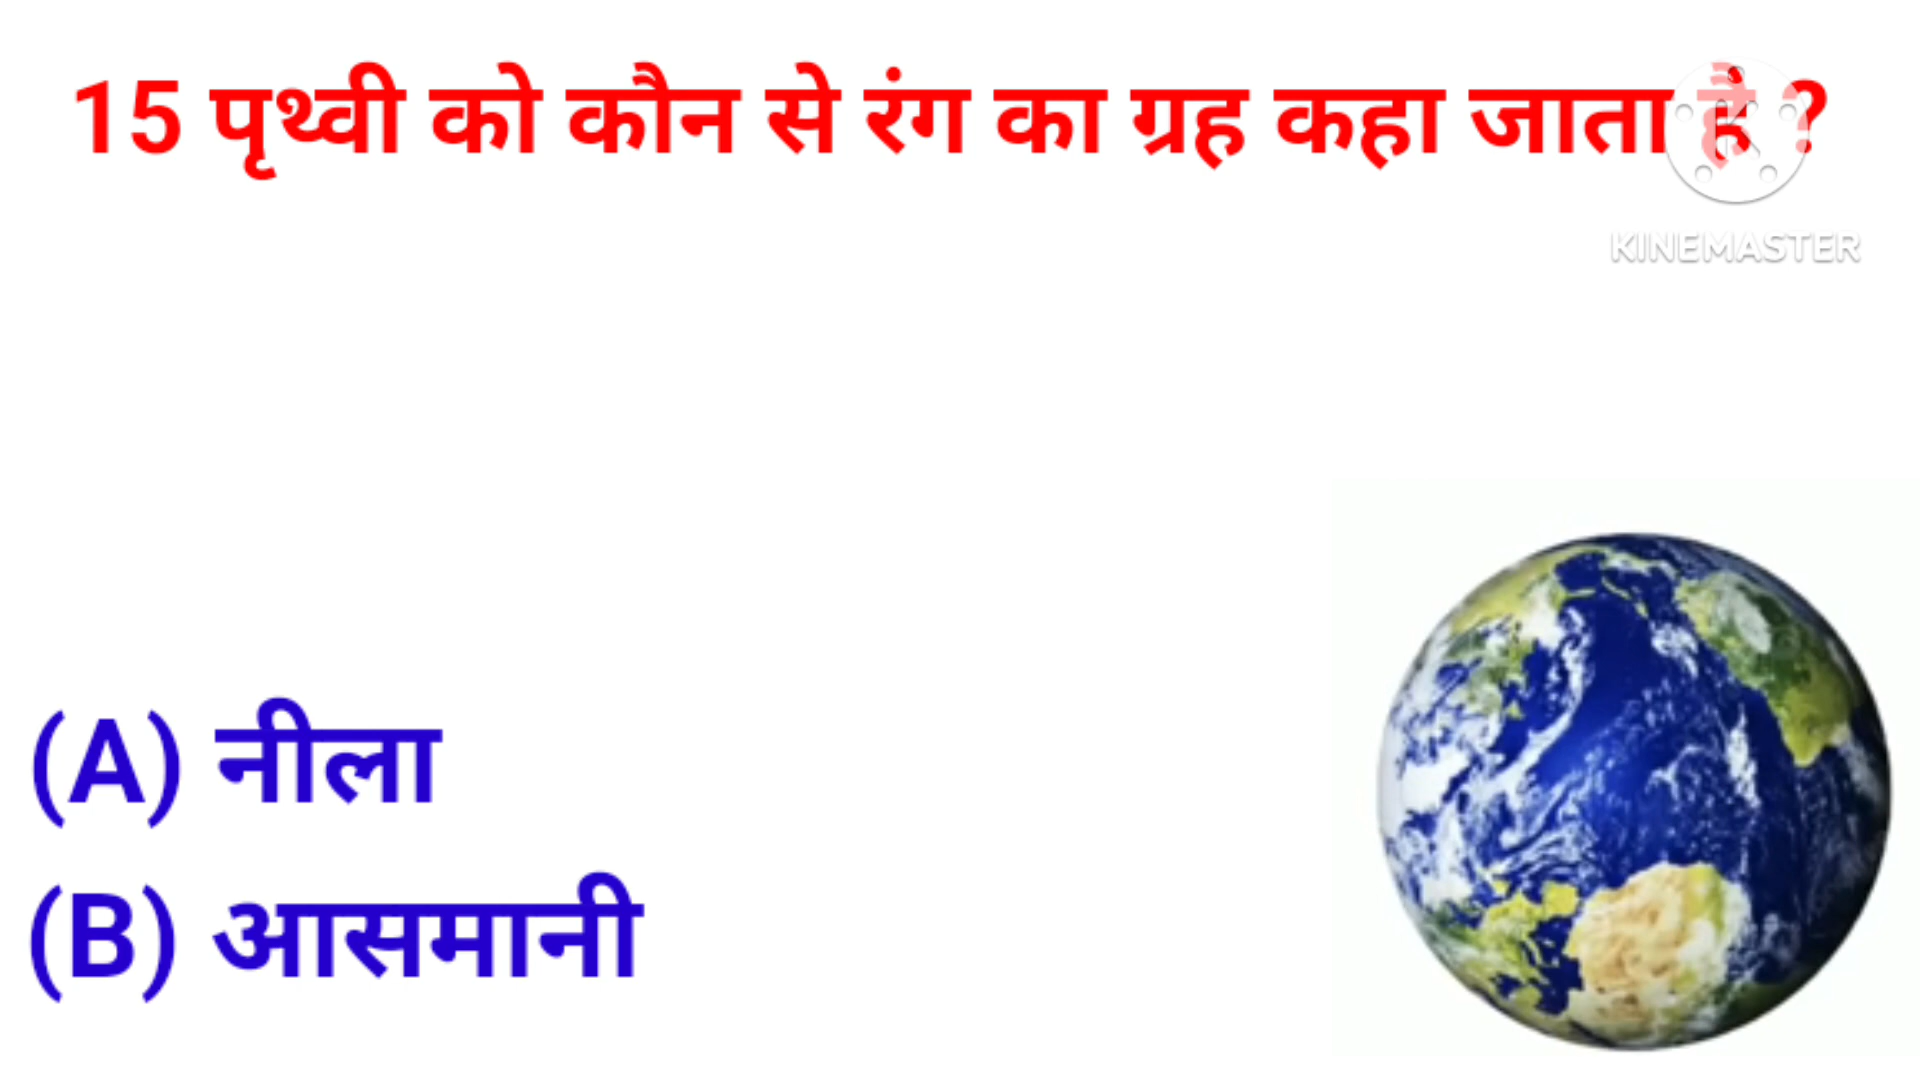 15 पृथ्वी को कौन से रंग का ग्रह कहा जाता है ?
KINEMASTER
(A) नीला
(B) आसमानी